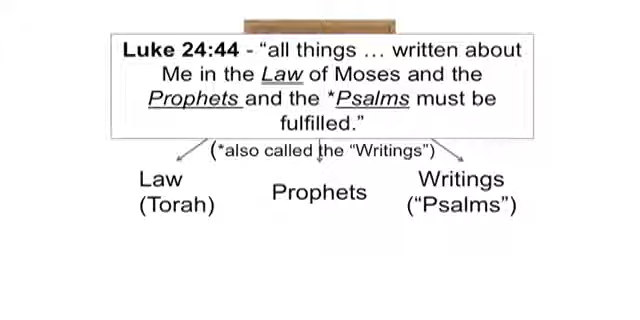 Luke 24:44 - “all things … written about
Me in the Law of Moses and the
Prophets and the *Psalms must be
fulfilled.”
(*also called the “Writings”)
Law
(Torah)
Prophets
Writings
(“Psalms”)